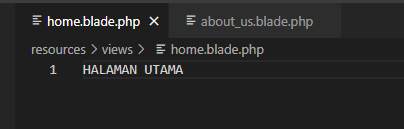 home.blade.php × about_us.blade.php
resources > views > home.blade.php
1 HALAMAN UTAMA